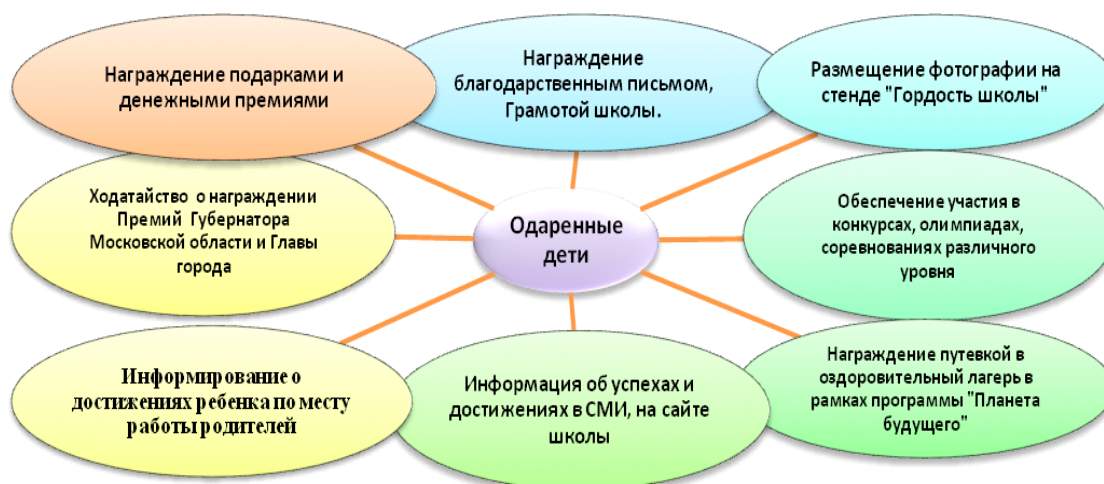 Награждение подарками и
денежными премиями
Награждение
благодарственным письмом,
Грамотой школы.
Размещение фотографии на
стенде "Гордость школы"
Ходатайство о награждении
Премий Губернатора
Московской области и Главы
города
Одаренные
дети
Обеспечение участия в
конкурсах, олимпиадах,
соревнованиях различного
уровня
Информирование о
достижениях ребенка по месту
работы родителей
Информация об успехах и
достижениях в СМИ, на сайте
школы
Награждение путевкой в
оздоровительный лагерь в
рамках программы "Планета
будущего"